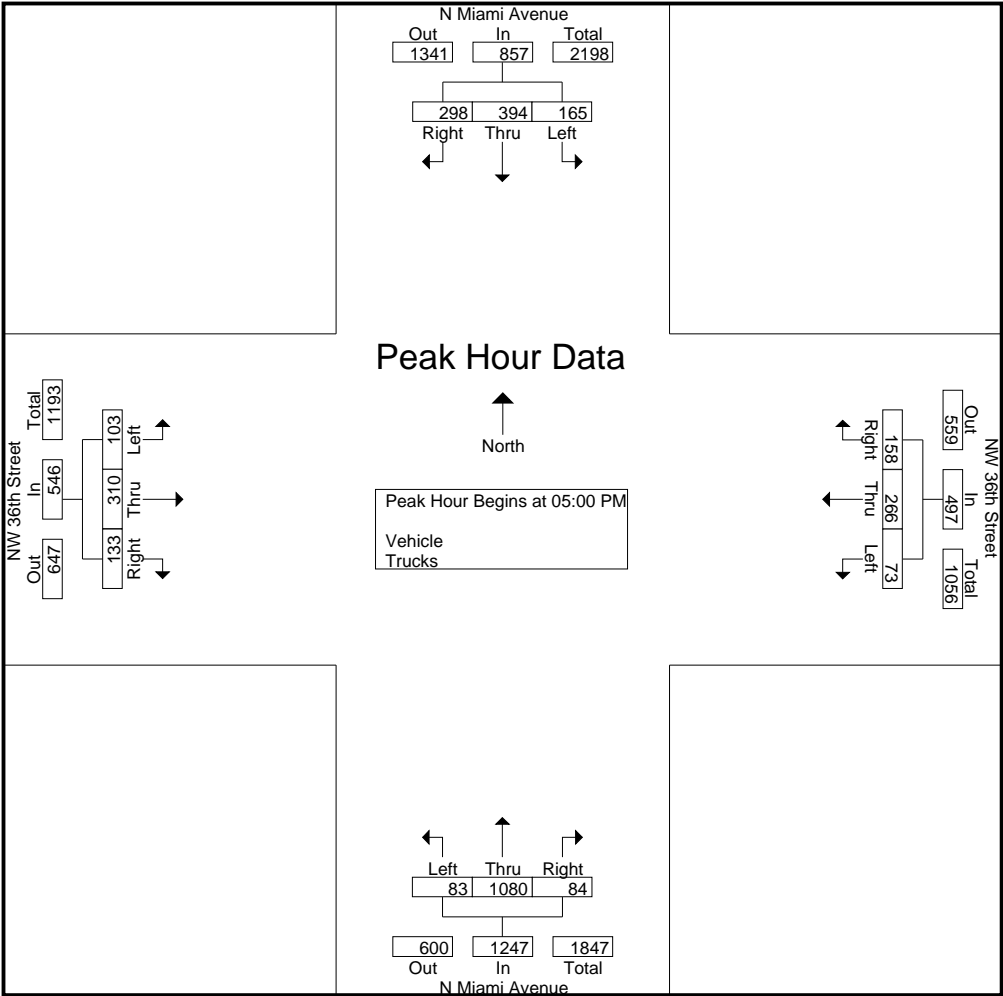 N Miami Avenue
Out In Total
1341 857 2198
298 394 165
Right Thru Left
Peak Hour Data
North
Peak Hour Begins at 05:00 PM
Vehicle
Trucks
NW 36th Street
Out In Total
647 546 1193
Right Thru Left
133 310 103
NW 36th Street
Out In Total
559 497 1056
Right Thru Left
158 266 73
Left Thru Right
83 1080 84
600 1247 1847
Out In Total
N Miami Avenue